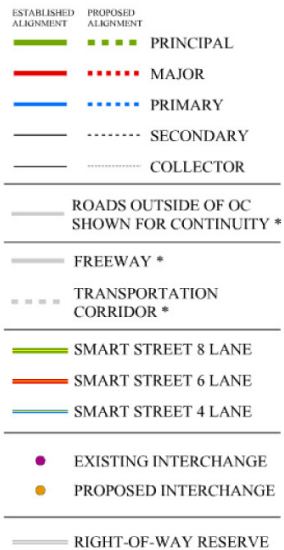 ESTABLISHED PROPOSED
ALIGNMENT ALIGNMENT
PRINCIPAL
MAJOR
PRIMARY
SECONDARY
COLLECTOR
ROADS OUTSIDE OF OC
SHOWN FOR CONTINUITY *
FREEWAY *
TRANSPORTATION
CORRIDOR *
SMART STREET 8 LANE
SMART STREET 6 LANE
SMART STREET 4 LANE
EXISTING INTERCHANGE
PROPOSED INTERCHANGE
RIGHT-OF-WAY RESERVE